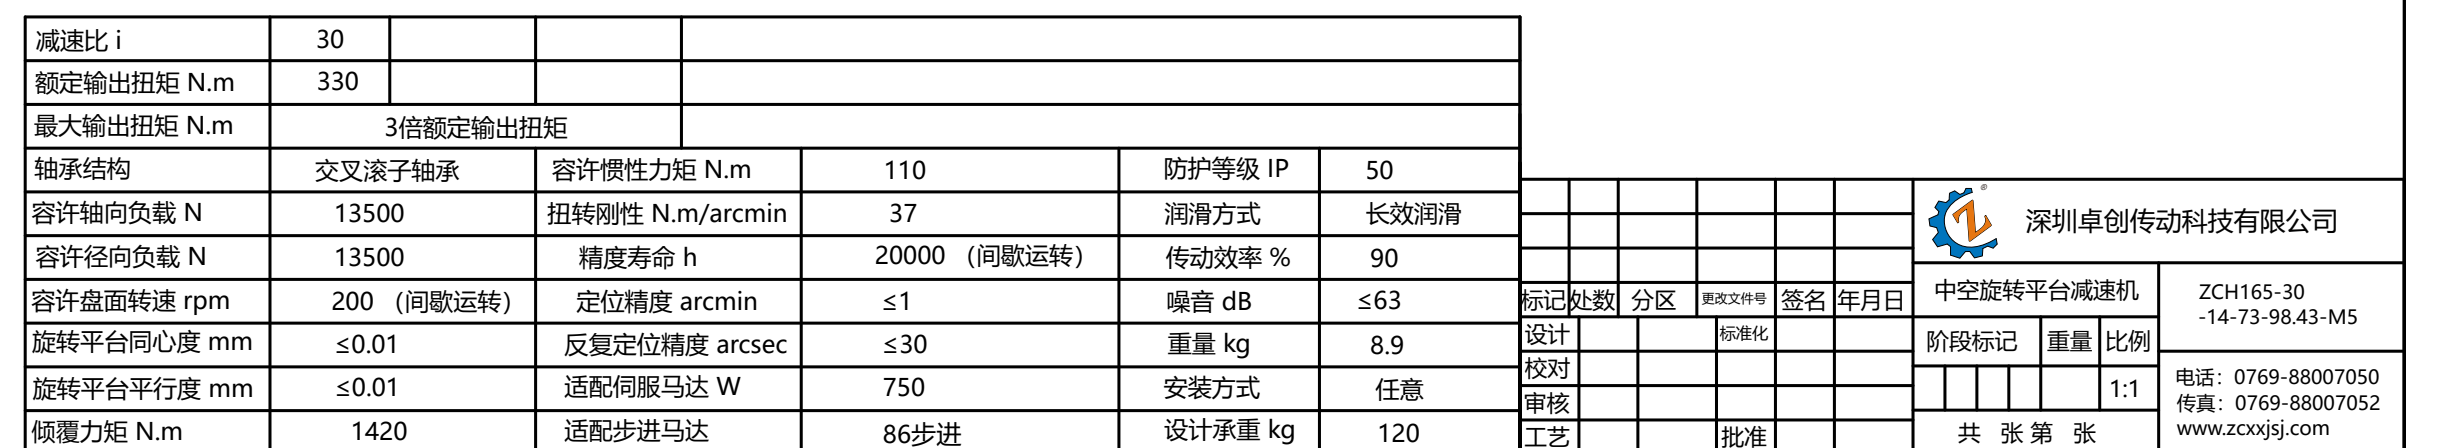 减速比 i 30
额定输出扭矩 N.m 330
最大输出扭矩 N.m 3倍额定输出扭矩
轴承结构 交叉滚子轴承 容许惯性力矩 N.m 110 防护等级 IP 50
容许轴向负载 N 13500 扭转刚性 N.m/arcmin 37 润滑方式 长效润滑
容许径向负载 N 13500 精度寿命 h 20000 （间歇运转） 传动效率 % 90
容许盘面转速 rpm 200 （间歇运转） 定位精度 arcmin ≤1 噪音 dB ≤63
旋转平台同心度 mm ≤0.01 反复定位精度 arcsec ≤30 重量 kg 8.9
旋转平台平行度 mm ≤0.01 适配伺服马达 W 750 安装方式 任意
倾覆力矩 N.m 1420 适配步进马达 86步进 设计承重 kg 120
标记 处数 分区 更改文件号 签名 年月日
设计 标准化
校对
审核
工艺 批准
®
深圳卓创传动科技有限公司
中空旋转平台减速机
ZCH165-30
-14-73-98.43-M5
阶段标记 重量 比例
1:1
共 张 第 张
电话：0769-88007050
传真：0769-88007052
www.zcxxjsj.com